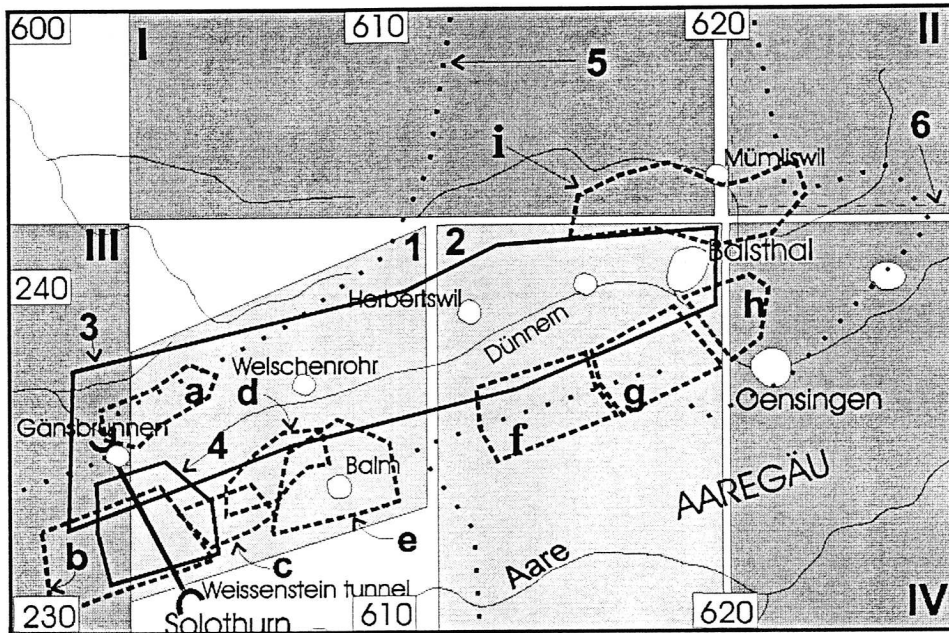 600
I
610
620
II
5
6
i
Mümliswil
III
1
2
Balsthal
240
Herbertswil
h
3
Dünnern
Welschenrohr
a
d
g
Oensingen
Gänsbrunnen
4
f
Balm
AAREGÄU
b
c
e
Aare
Weissenstein tunnel
230
Solothurn
610
620
IV